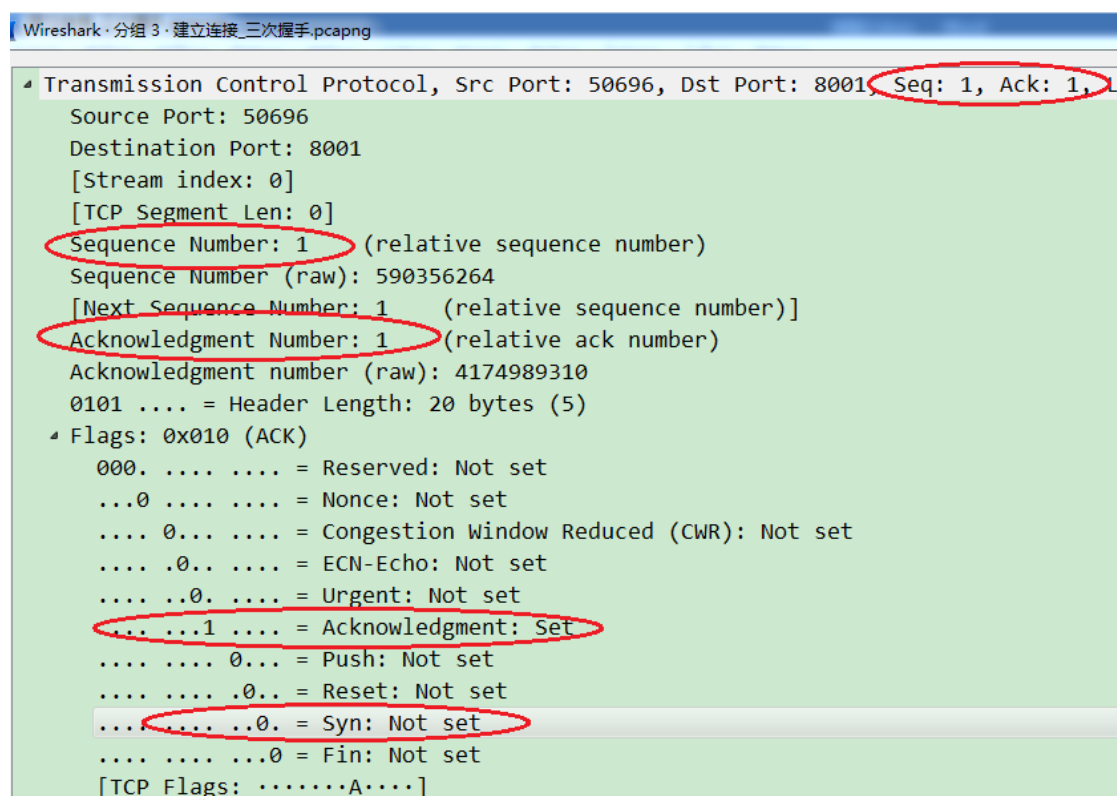 Wireshark · 分组 3 · 建立连接_三次握手.pcapng
Transmission Control Protocol, Src Port: 50696, Dst Port: 8001, Seq: 1, Ack: 1, L
Source Port: 50696
Destination Port: 8001
[Stream index: 0]
[TCP Segment Len: 0]
Sequence Number: 1    (relative sequence number)
Sequence Number (raw): 590356264
[Next Sequence Number: 1    (relative sequence number)]
Acknowledgment Number: 1    (relative ack number)
Acknowledgment number (raw): 4174989310
0101 .... = Header Length: 20 bytes (5)
Flags: 0x010 (ACK)
000. .... .... = Reserved: Not set
...0 .... .... = Nonce: Not set
.... 0... .... = Congestion Window Reduced (CWR): Not set
.... .0.. .... = ECN-Echo: Not set
.... ..0. .... = Urgent: Not set
.... ...1 .... = Acknowledgment: Set
.... .... 0... = Push: Not set
.... .... .0.. = Reset: Not set
.... .... ..0. = Syn: Not set
.... .... ...0 = Fin: Not set
[TCP Flags: ·······A····]